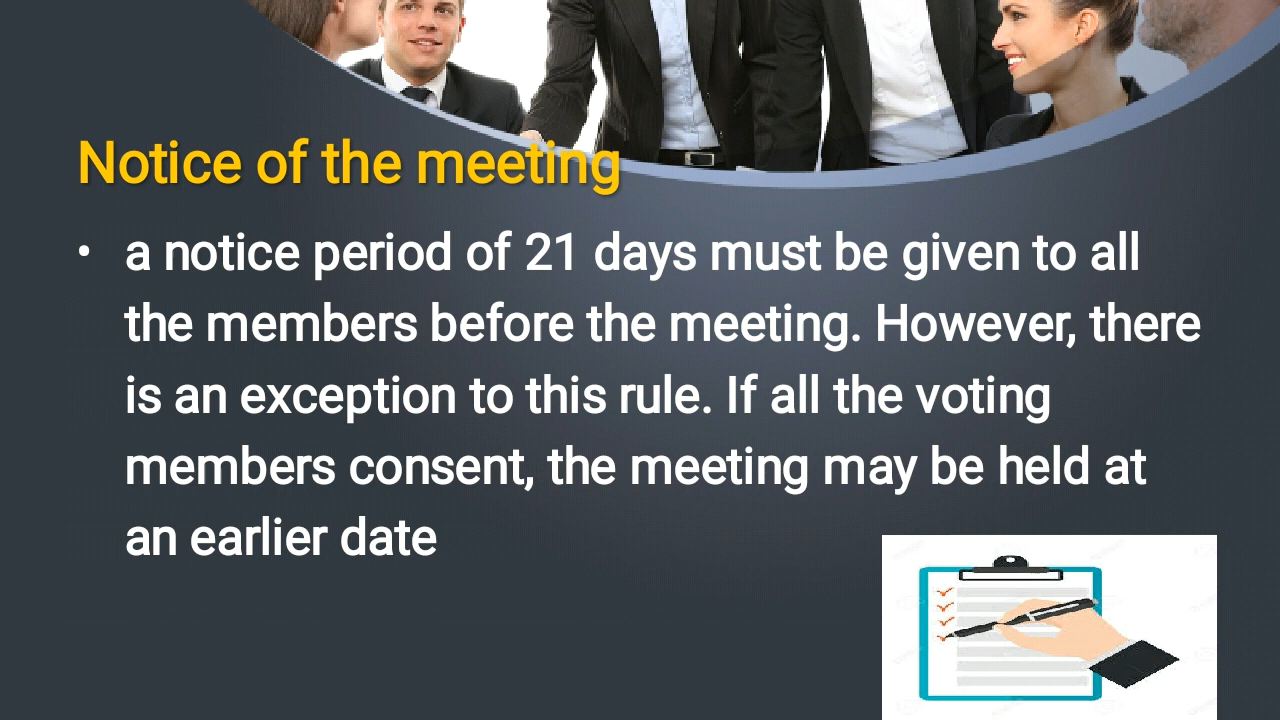 Notice of the meeting
• a notice period of 21 days must be given to all
the members before the meeting. However, there
is an exception to this rule. If all the voting
members consent, the meeting may be held at
an earlier date